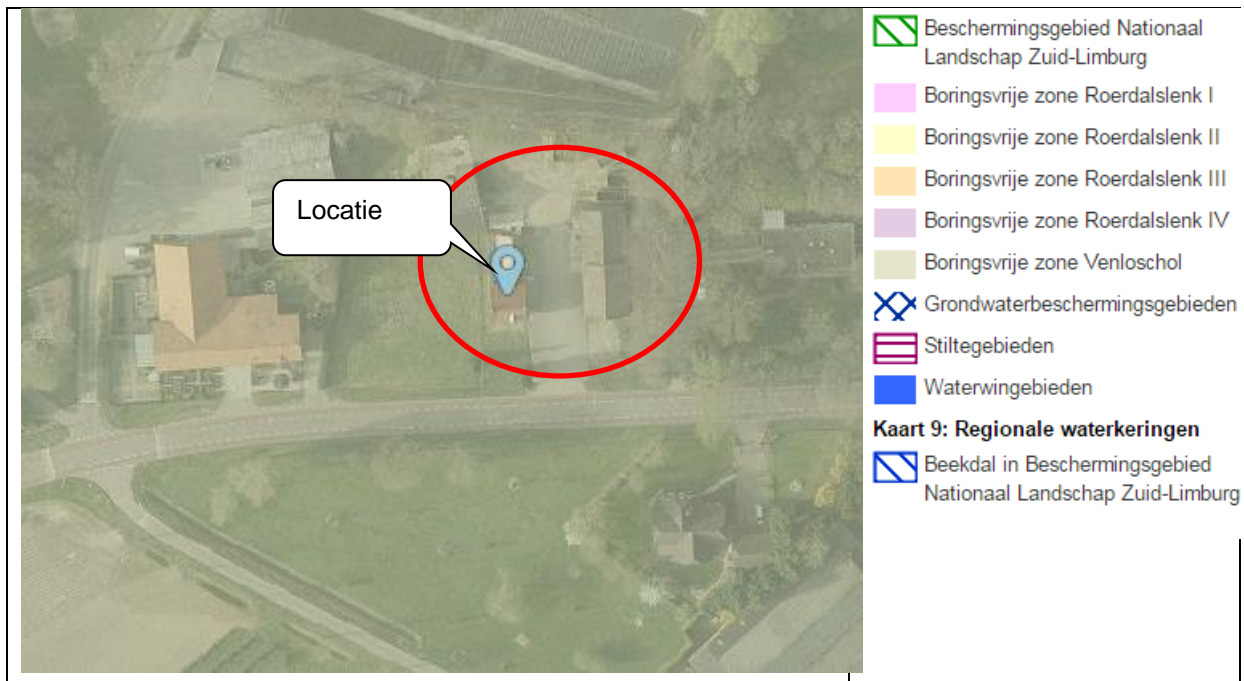 Locatie
Beschermingsgebied Nationaal
Landschap Zuid-Limburg
Boringsvrije zone Roerdalslenk I
Boringsvrije zone Roerdalslenk II
Boringsvrije zone Roerdalslenk III
Boringsvrije zone Roerdalslenk IV
Boringsvrije zone Venloschol
Grondwaterbeschermingsgebieden
Stiltegebieden
Waterwingebieden
Kaart 9: Regionale waterkeringen
Beekdal in Beschermingsgebied
Nationaal Landschap Zuid-Limburg